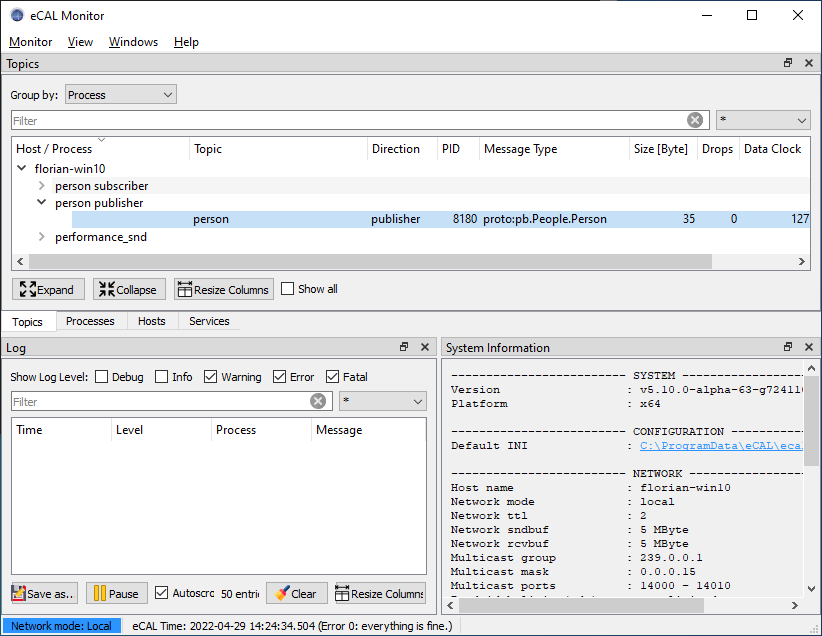 eCAL Monitor
Monitor View Windows Help
Topics
Group by: Process
Filter *
Host / Process Topic Direction PID Message Type Size [Byte] Drops Data Clock
florian-win10
person subscriber
person publisher
person publisher 8180 proto:pb.People.Person 35 0 127
performance_snd
Expand Collapse Resize Columns Show all
Topics Processes Hosts Services
Log
Show Log Level: Debug Info Warning Error Fatal
Filter *
Time Level Process Message
Save as... Pause Autoscro 50 entri Clear Resize Columns
System Information
------------------------- SYSTEM -------------------
Version : v5.10.0-alpha-63-g72411
Platform : x64
------------------------- CONFIGURATION ------------
Default INI : C:\ProgramData\eCAL\eca
------------------------- NETWORK ------------------
Host name : florian-win10
Network mode : local
Network ttl : 2
Network sndbuf : 5 MByte
Network rcvbuf : 5 MByte
Multicast group : 239.0.0.1
Multicast mask : 0.0.0.15
Multicast ports : 14000 - 14010
Network mode: Local eCAL Time: 2022-04-29 14:24:34.504 (Error 0: everything is fine.)